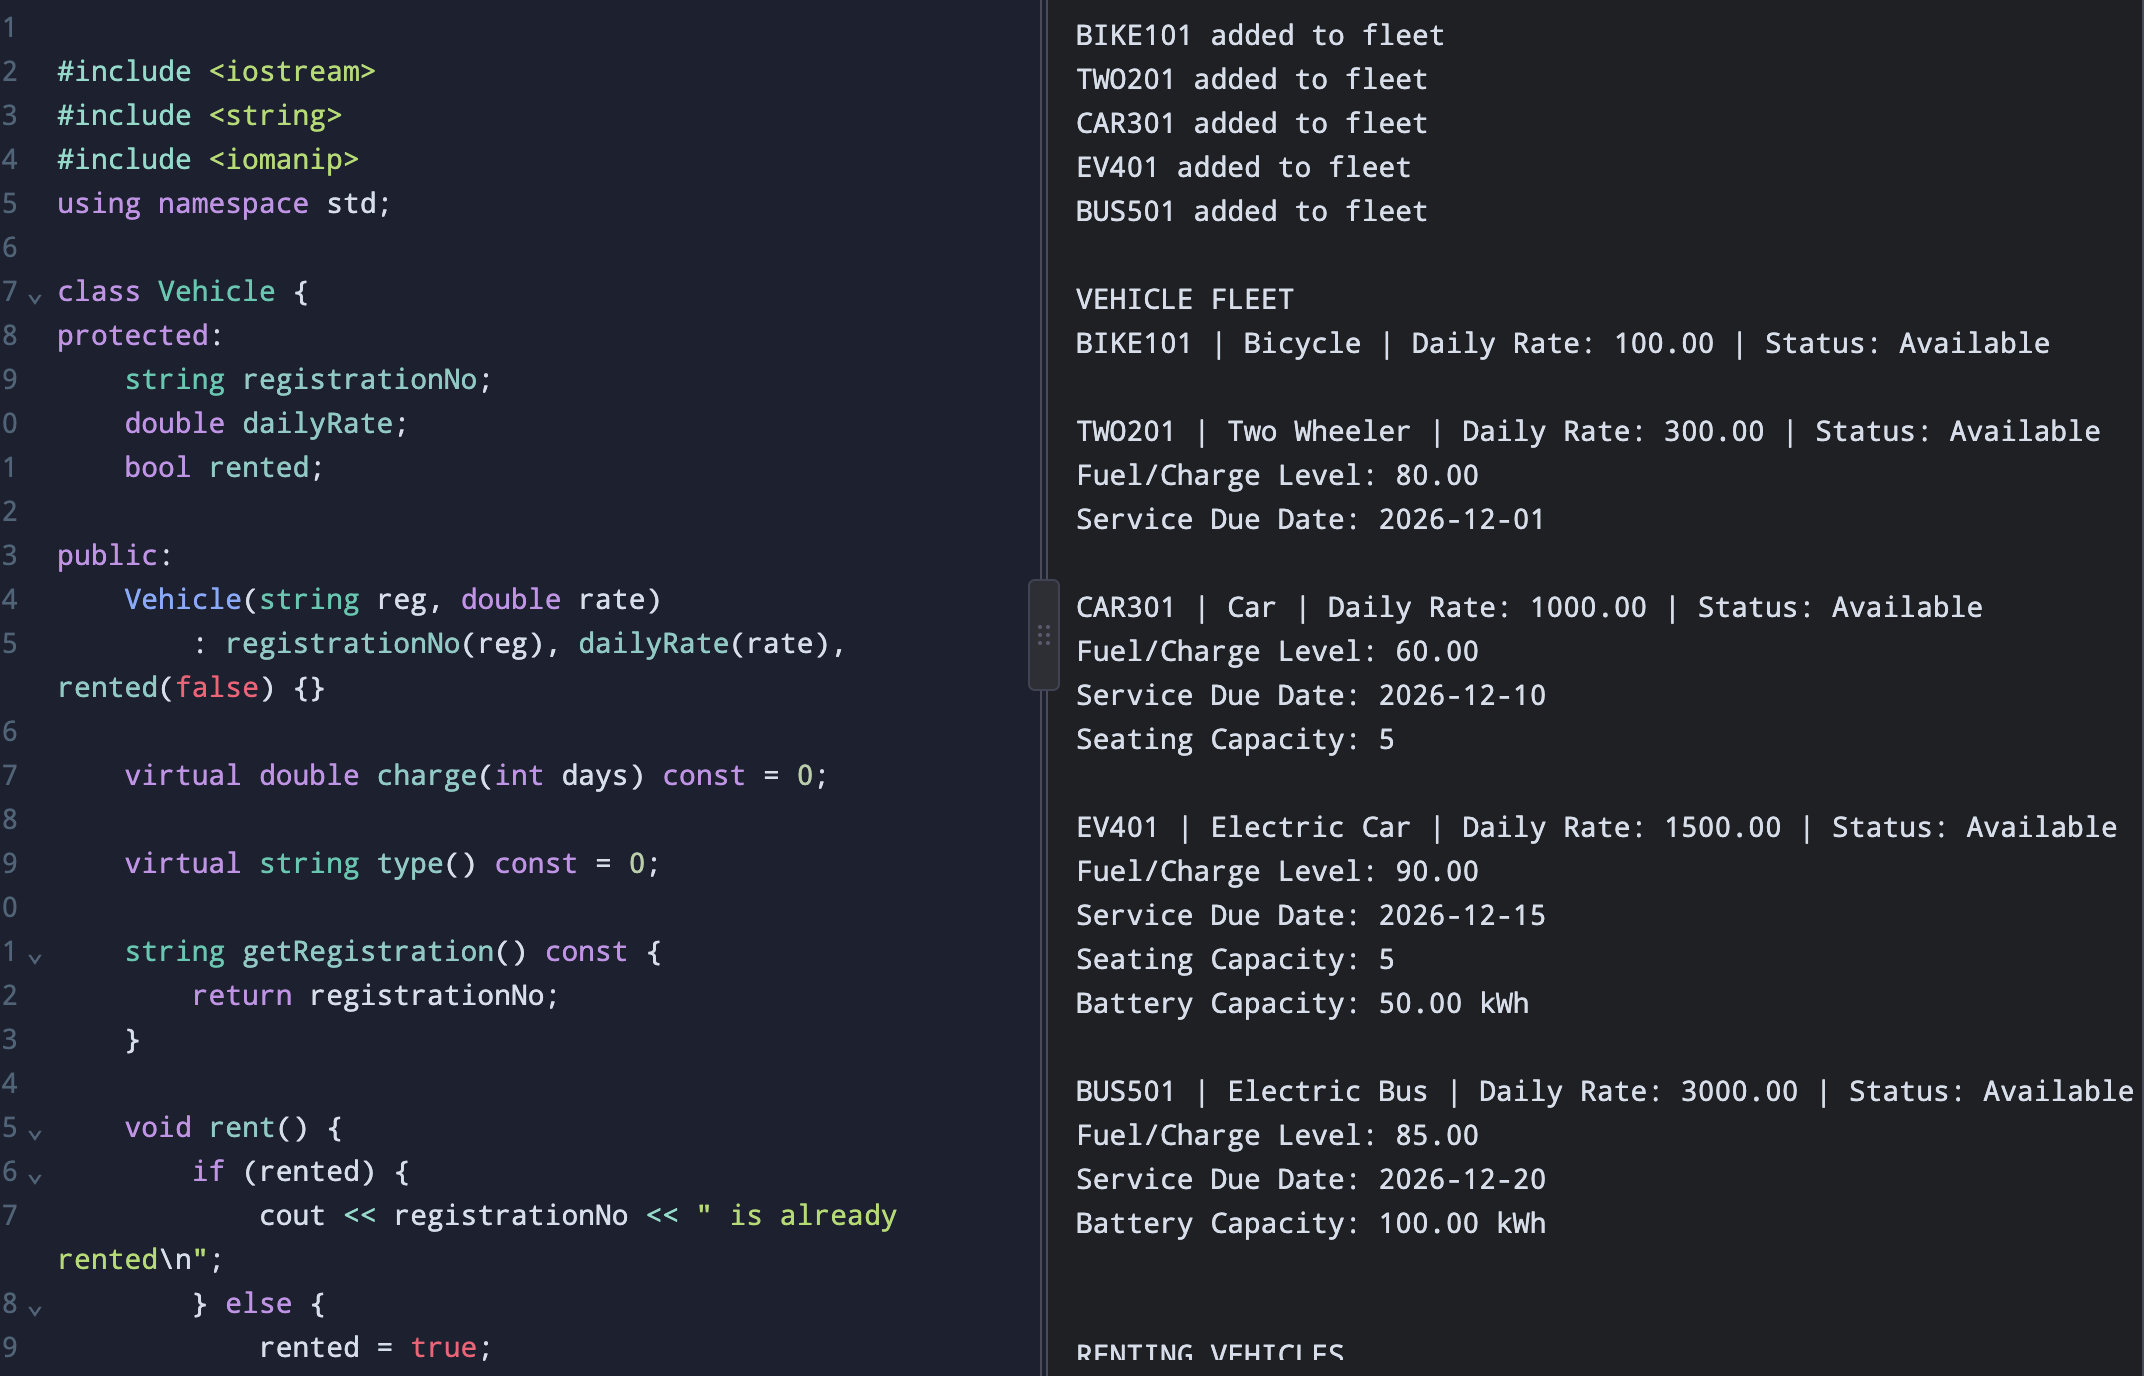 1
2 #include <iostream>
3 #include <string>
4 #include <iomanip>
5 using namespace std;
6
7 class Vehicle {
8 protected:
9     string registrationNo;
0     double dailyRate;
1     bool rented;
2
3 public:
4     Vehicle(string reg, double rate)
5         : registrationNo(reg), dailyRate(rate),
rented(false) {}
6
7     virtual double charge(int days) const = 0;
8
9     virtual string type() const = 0;
0
1     string getRegistration() const {
2         return registrationNo;
3     }
4
5     void rent() {
6         if (rented) {
7             cout << registrationNo << " is already
rented\n";
8         } else {
9             rented = true;
BIKE101 added to fleet
TWO201 added to fleet
CAR301 added to fleet
EV401 added to fleet
BUS501 added to fleet
VEHICLE FLEET
BIKE101 | Bicycle | Daily Rate: 100.00 | Status: Available
TWO201 | Two Wheeler | Daily Rate: 300.00 | Status: Available
Fuel/Charge Level: 80.00
Service Due Date: 2026-12-01
CAR301 | Car | Daily Rate: 1000.00 | Status: Available
Fuel/Charge Level: 60.00
Service Due Date: 2026-12-10
Seating Capacity: 5
EV401 | Electric Car | Daily Rate: 1500.00 | Status: Available
Fuel/Charge Level: 90.00
Service Due Date: 2026-12-15
Seating Capacity: 5
Battery Capacity: 50.00 kWh
BUS501 | Electric Bus | Daily Rate: 3000.00 | Status: Available
Fuel/Charge Level: 85.00
Service Due Date: 2026-12-20
Battery Capacity: 100.00 kWh
RENTING VEHICLES